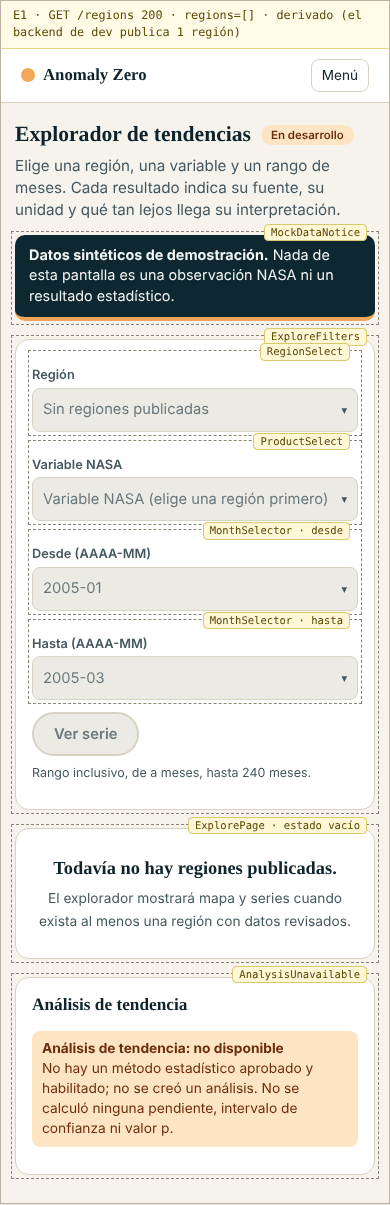 E1 · GET /regions 200 · regions=[] · derivado (el
backend de dev publica 1 región)
Anomaly Zero
Menú
Explorador de tendencias
En desarrollo
Elige una región, una variable y un rango de
meses. Cada resultado indica su fuente, su
unidad y qué tan lejos llega su interpretación.
MockDataNotice
Datos sintéticos de demostración. Nada de
esta pantalla es una observación NASA ni un
resultado estadístico.
ExploreFilters
RegionSelect
Región
Sin regiones publicadas
ProductSelect
Variable NASA
Variable NASA (elige una región primero)
MonthSelector · desde
Desde (AAAA-MM)
2005-01
MonthSelector · hasta
Hasta (AAAA-MM)
2005-03
Ver serie
Rango inclusivo, de a meses, hasta 240 meses.
ExplorePage · estado vacío
Todavía no hay regiones publicadas.
El explorador mostrará mapa y series cuando
exista al menos una región con datos revisados.
AnalysisUnavailable
Análisis de tendencia
Análisis de tendencia: no disponible
No hay un método estadístico aprobado y
habilitado; no se creó un análisis. No se
calculó ninguna pendiente, intervalo de
confianza ni valor p.